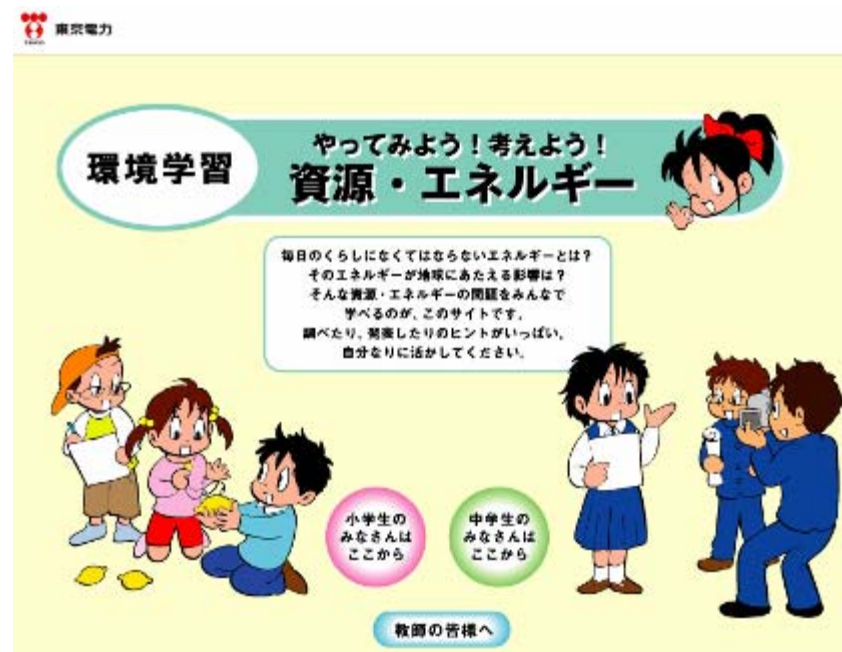 東京電力
環境学習
やってみよう！考えよう！
資源・エネルギー
毎日のくらしになくてはならないエネルギーとは？
そのエネルギーが地球にあたえる影響は？
そんな資源・エネルギーの問題をみんなで
学べるのが、このサイトです。
調べたり、発表したりのヒントがいっぱい。
自分なりに活かしてください。
小学生の
みなさんは
ここから
中学生の
みなさんは
ここから
教師の皆様へ